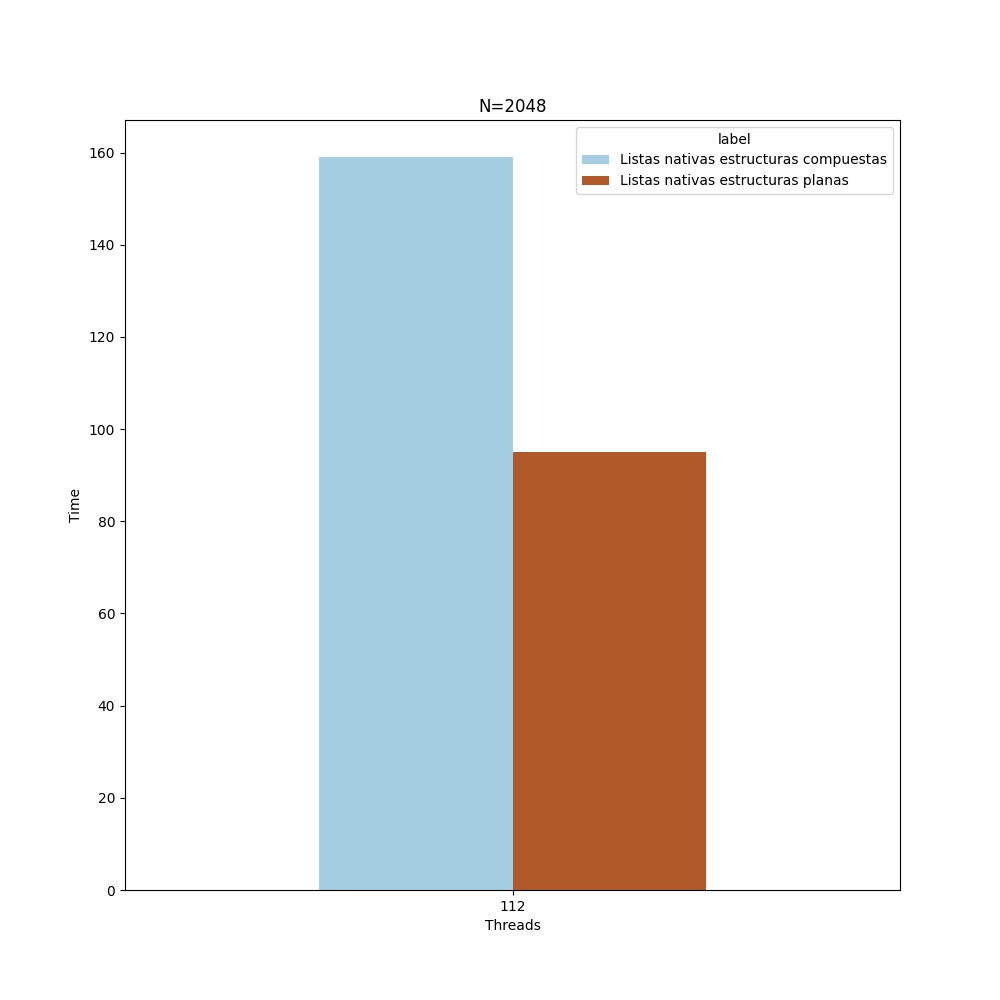 N=2048
label
Listas nativas estructuras compuestas
Listas nativas estructuras planas
160
140
120
100
80
60
40
20
0
Time
112
Threads